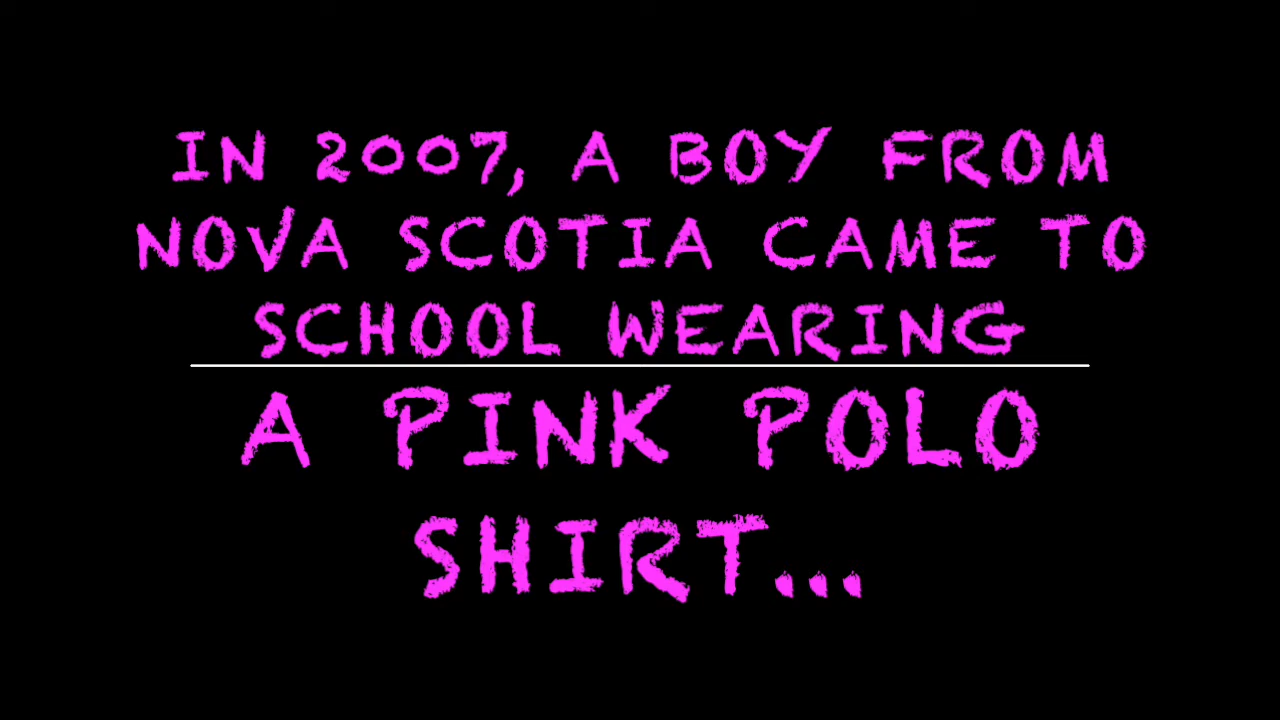 IN 2007, A BOY FROM
NOVA SCOTIA CAME TO
SCHOOL WEARING
A PINK POLO
SHIRT...